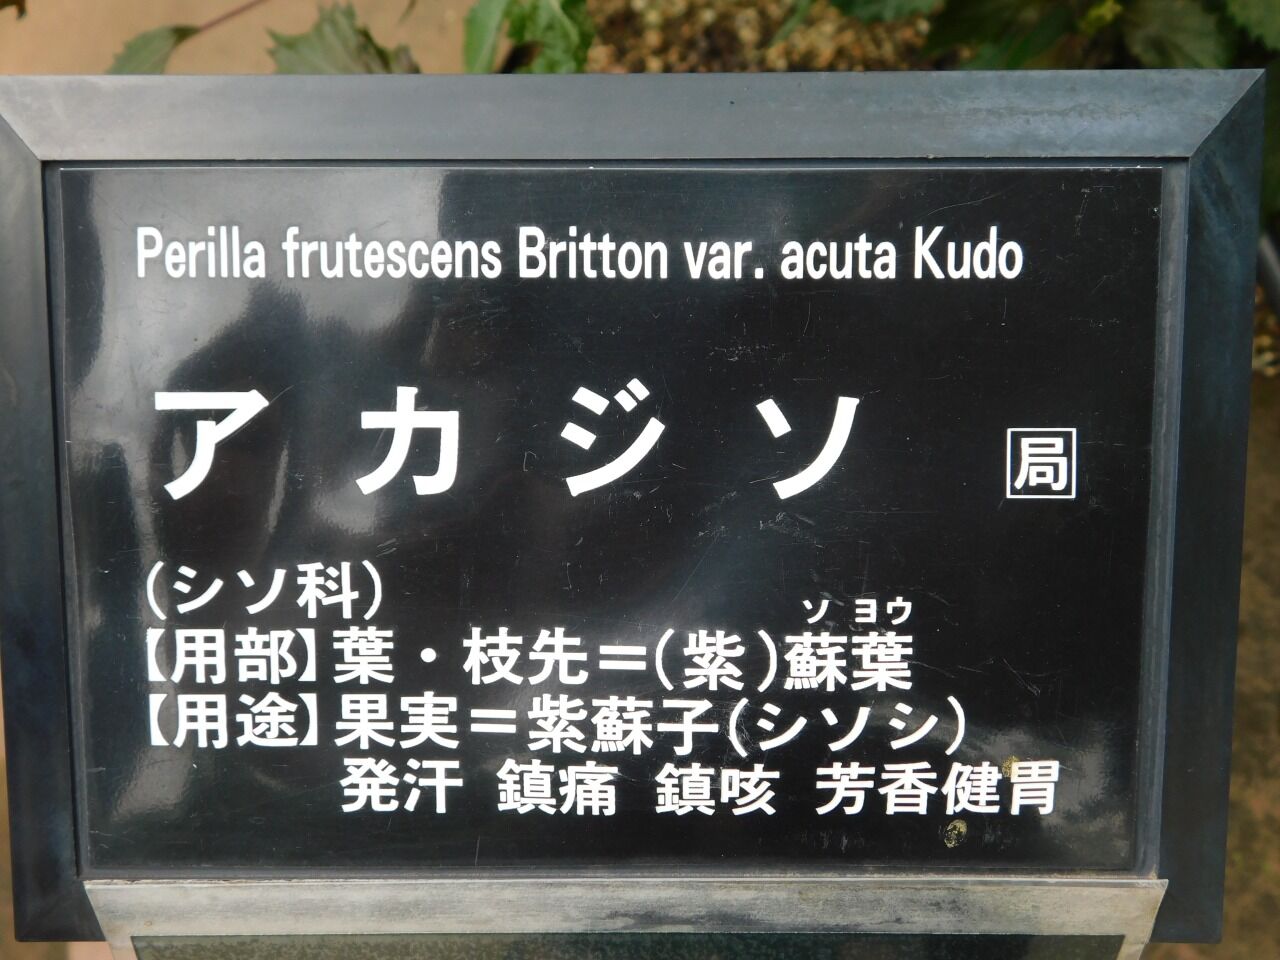 Perilla frutescens Britton var. acuta Kudo
アカジソ 局
(シソ科)
ソヨウ
【用部】葉・枝先=(紫)蘇葉
【用途】果実=紫蘇子(シソシ)
発汗 鎮痛 鎮咳 芳香健胃